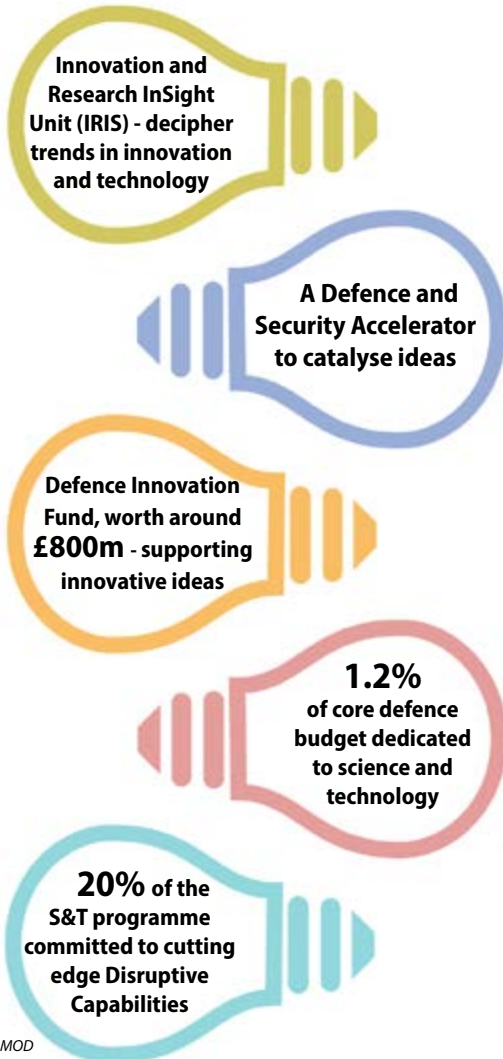 Innovation and
Research InSight
Unit (IRIS) - decipher
trends in innovation
and technology
A Defence and
Security Accelerator
to catalyse ideas
Defence Innovation
Fund, worth around
£800m - supporting
innovative ideas
1.2%
of core defence
budget dedicated
to science and
technology
20% of the
S&T programme
committed to cutting
edge Disruptive
Capabilities
MOD